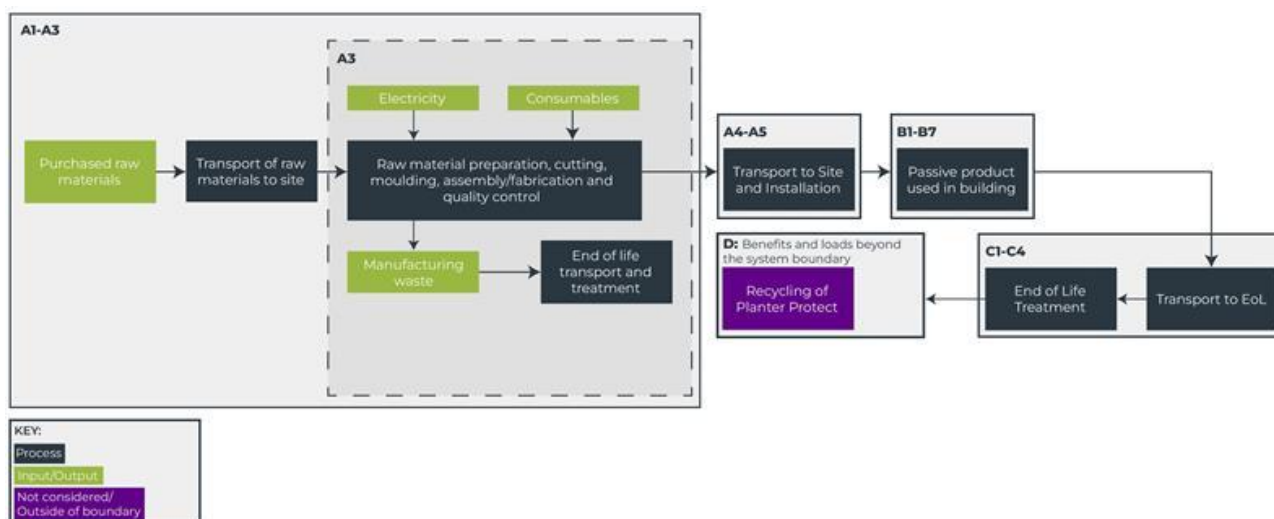 A1-A3
A3
Electricity
Consumables
Purchased raw
materials
Transport of raw
materials to site
Raw material preparation, cutting,
moulding, assembly/fabrication and
quality control
Manufacturing
waste
End of life
transport and
treatment
A4-A5
Transport to Site
and Installation
B1-B7
Passive product
used in building
D: Benefits and loads beyond
the system boundary
Recycling of
Planter Protect
C1-C4
End of Life
Treatment
Transport to EoL
KEY:
Process
Input/Output
Not considered/
Outside of boundary